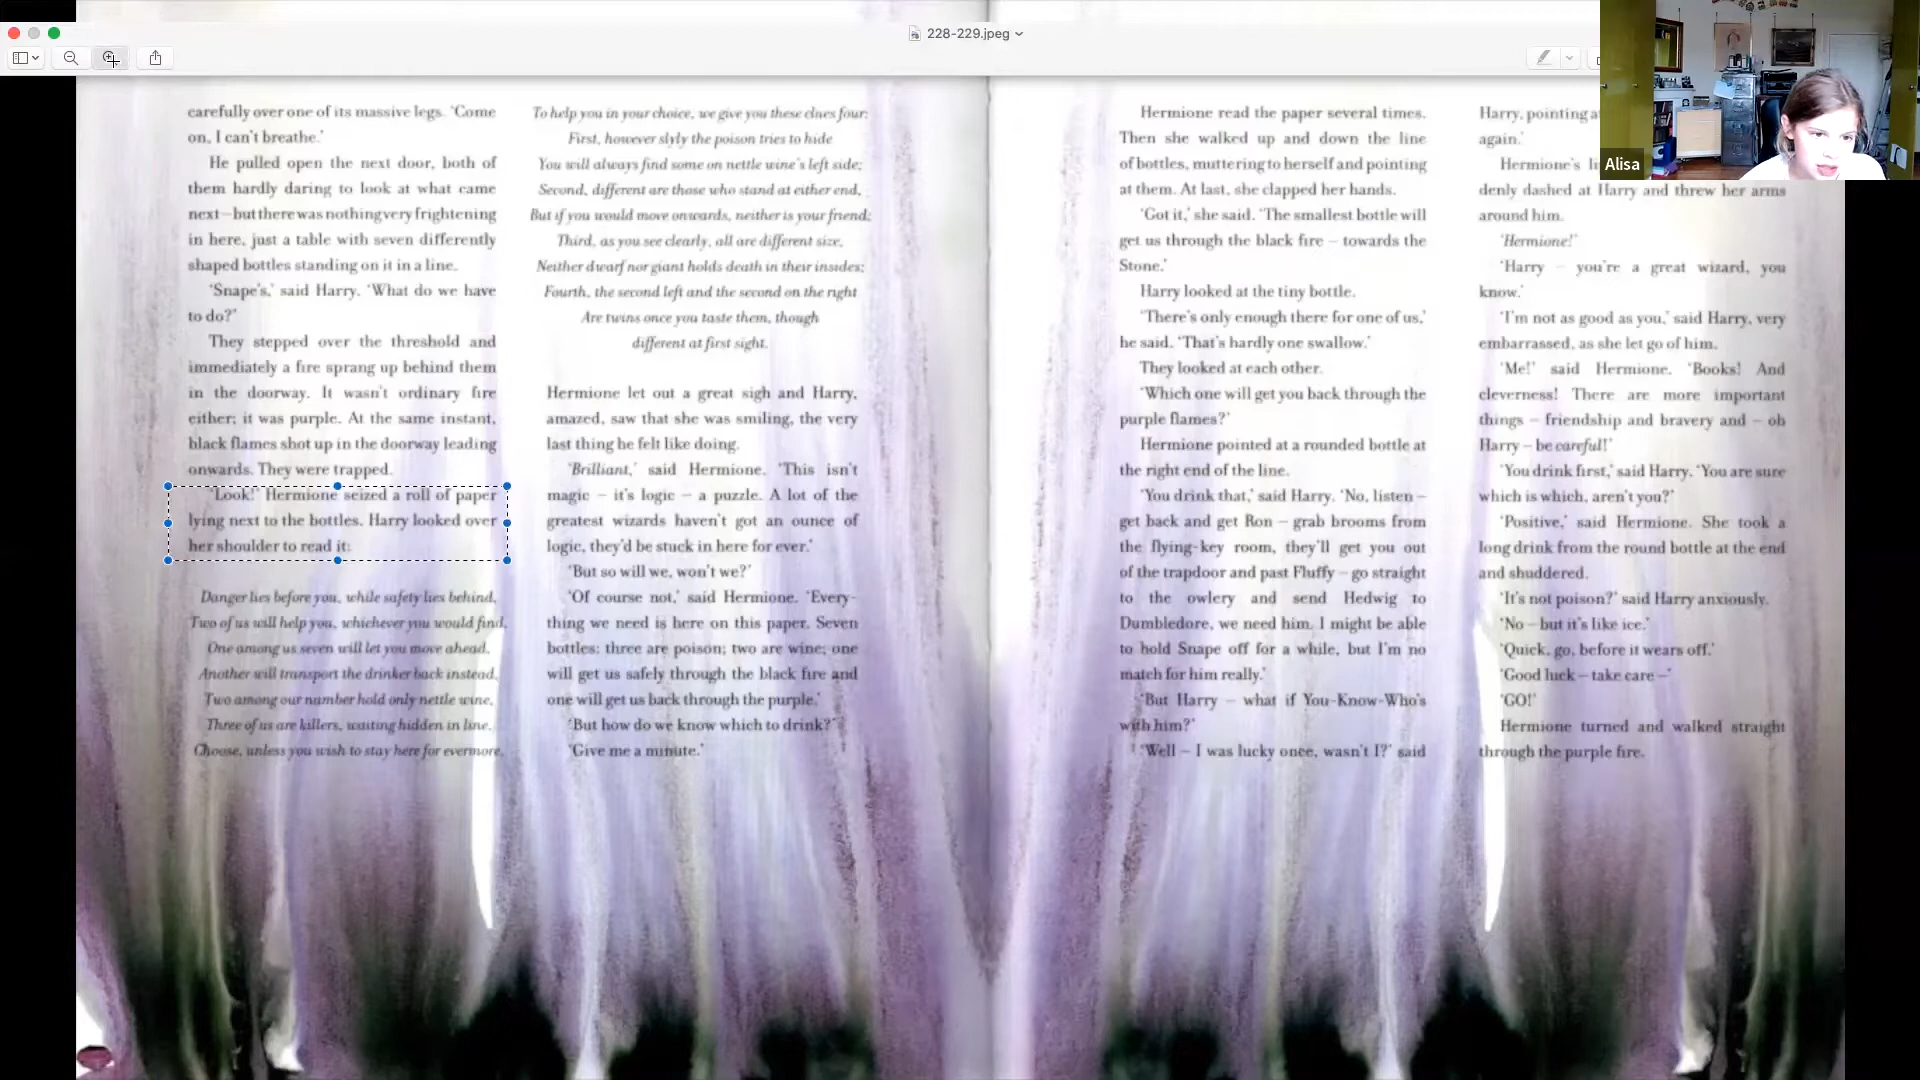 228-229.jpeg
Alisa
carefully over one of its massive legs. 'Come
on, I can't breathe.'
He pulled open the next door, both of
them hardly daring to look at what came
next – but there was nothing very frightening
in here, just a table with seven differently
shaped bottles standing on it in a line.
'Snape's,' said Harry. 'What do we have
to do?'
They stepped over the threshold and
immediately a fire sprang up behind them
in the doorway. It wasn't ordinary fire
either; it was purple. At the same instant,
black flames shot up in the doorway leading
onwards. They were trapped.
'Look!' Hermione seized a roll of paper
lying next to the bottles. Harry looked over
her shoulder to read it:
Danger lies before you, while safety lies behind,
Two of us will help you, whichever you would find,
One among us seven will let you move ahead,
Another will transport the drinker back instead,
Two among our number hold only nettle wine,
Three of us are killers, waiting hidden in line.
Choose, unless you wish to stay here for evermore,
To help you in your choice, we give you these clues four:
First, however slyly the poison tries to hide
You will always find some on nettle wine's left side;
Second, different are those who stand at either end,
But if you would move onwards, neither is your friend;
Third, as you see clearly, all are different size,
Neither dwarf nor giant holds death in their insides;
Fourth, the second left and the second on the right
Are twins once you taste them, though
different at first sight.
Hermione let out a great sigh and Harry,
amazed, saw that she was smiling, the very
last thing he felt like doing.
'Brilliant,' said Hermione. 'This isn't
magic – it's logic – a puzzle. A lot of the
greatest wizards haven't got an ounce of
logic, they'd be stuck in here for ever.'
'But so will we, won't we?'
'Of course not,' said Hermione. 'Every-
thing we need is here on this paper. Seven
bottles: three are poison; two are wine; one
will get us safely through the black fire and
one will get us back through the purple.'
'But how do we know which to drink?'
'Give me a minute.'
Hermione read the paper several times.
Then she walked up and down the line
of bottles, muttering to herself and pointing
at them. At last, she clapped her hands.
'Got it,' she said. 'The smallest bottle will
get us through the black fire – towards the
Stone.'
Harry looked at the tiny bottle.
'There's only enough there for one of us,'
he said. 'That's hardly one swallow.'
They looked at each other.
'Which one will get you back through the
purple flames?'
Hermione pointed at a rounded bottle at
the right end of the line.
'You drink that,' said Harry. 'No, listen –
get back and get Ron – grab brooms from
the flying-key room, they'll get you out
of the trapdoor and past Fluffy – go straight
to the owlery and send Hedwig to
Dumbledore, we need him. I might be able
to hold Snape off for a while, but I'm no
match for him really.'
'But Harry – what if You-Know-Who's
with him?'
'Well – I was lucky once, wasn't I?' said
Harry, pointing
again.'
Hermione's
denly dashed at Harry and threw her arms
around him.
'Hermione!'
'Harry – you're a great wizard, you
know.'
'I'm not as good as you,' said Harry, very
embarrassed, as she let go of him.
'Me!' said Hermione. 'Books! And
cleverness! There are more important
things – friendship and bravery and – oh
Harry – be careful!'
'You drink first,' said Harry. 'You are sure
which is which, aren't you?'
'Positive,' said Hermione. She took a
long drink from the round bottle at the end
and shuddered.
'It's not poison?' said Harry anxiously.
'No – but it's like ice.'
'Quick, go, before it wears off.'
'Good luck – take care –'
'GO!'
Hermione turned and walked straight
through the purple fire.